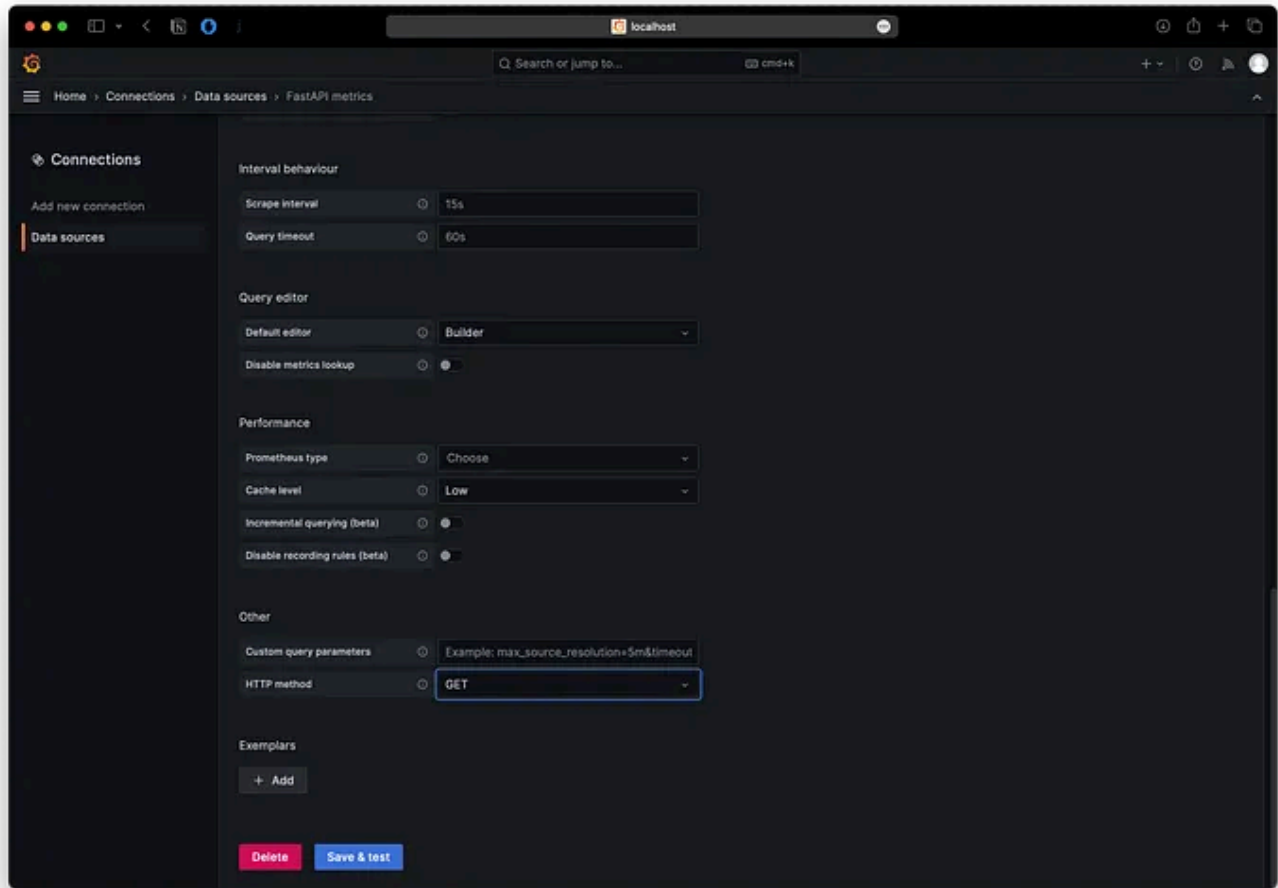 localhost
Search or jump to... cmd+k
Home › Connections › Data sources › FastAPI metrics
Connections
Add new connection
Data sources
Interval behaviour
Scrape interval 15s
Query timeout 60s
Query editor
Default editor Builder
Disable metrics lookup
Performance
Prometheus type Choose
Cache level Low
Incremental querying (beta)
Disable recording rules (beta)
Other
Custom query parameters Example: max_source_resolution=5m&timeout
HTTP method GET
Exemplars
+ Add
Delete Save & test